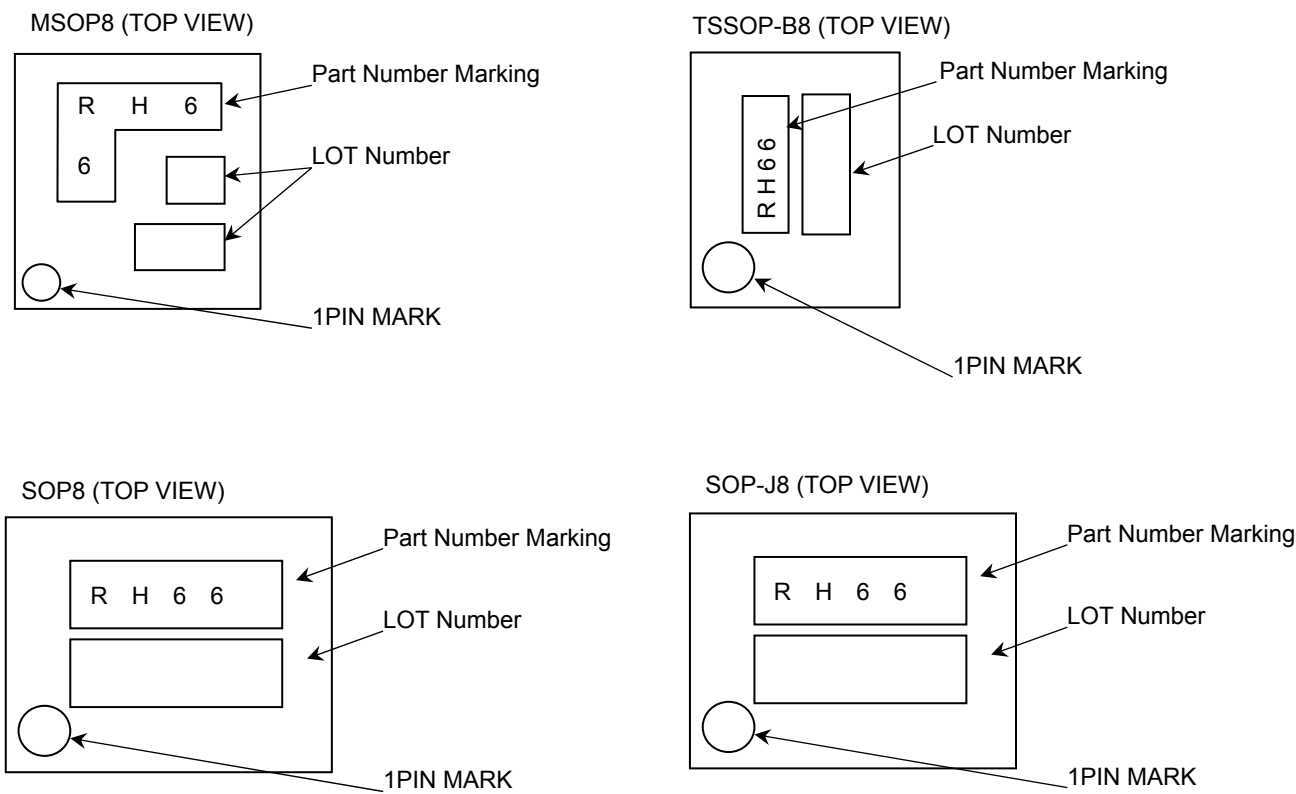 MSOP8 (TOP VIEW)
R H 6
6
Part Number Marking
LOT Number
1PIN MARK
TSSOP-B8 (TOP VIEW)
RH66
Part Number Marking
LOT Number
1PIN MARK
SOP8 (TOP VIEW)
R H 6 6
Part Number Marking
LOT Number
1PIN MARK
SOP-J8 (TOP VIEW)
R H 6 6
Part Number Marking
LOT Number
1PIN MARK